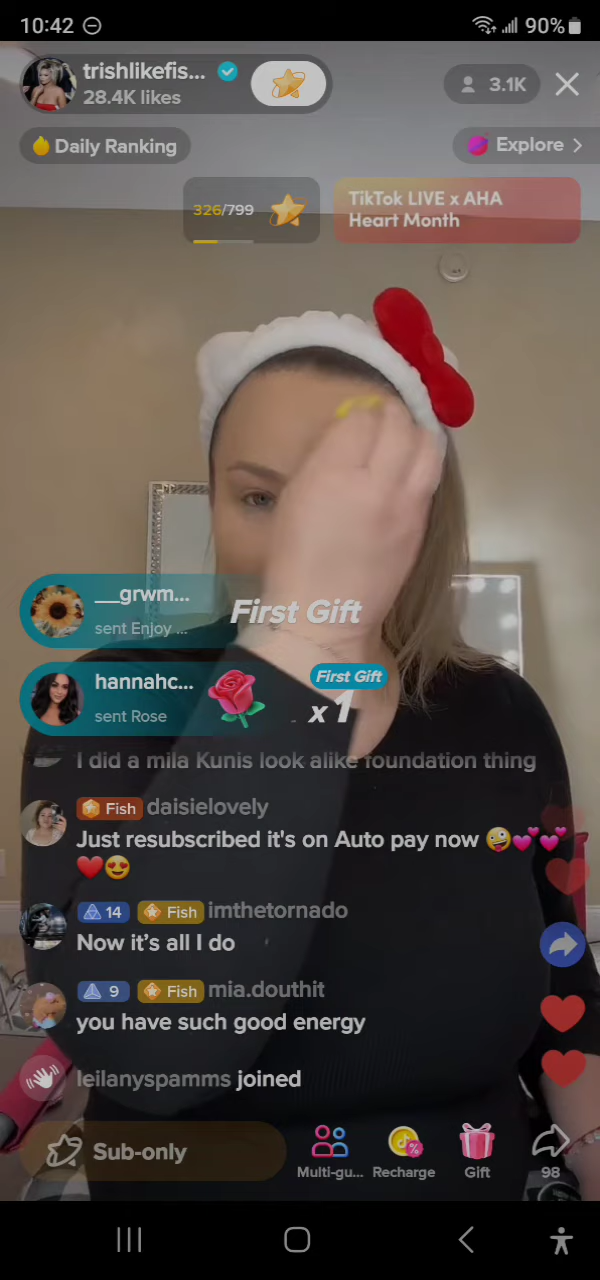 10:42
90%
trishlikefis...
28.4K likes
3.1K
Daily Ranking
Explore >
326/799
TikTok LIVE x AHA
Heart Month
__grwm...
sent Enjoy ...
First Gift
hannahc...
sent Rose
First Gift
x1
I did a mila Kunis look alike foundation thing
Fish daisielovely
Just resubscribed it's on Auto pay now 🤪💕💕
❤️😍
14 Fish imthetornado
Now it's all I do
9 Fish mia.douthit
you have such good energy
leilanyspamms joined
Sub-only
Multi-gu...
Recharge
Gift
98